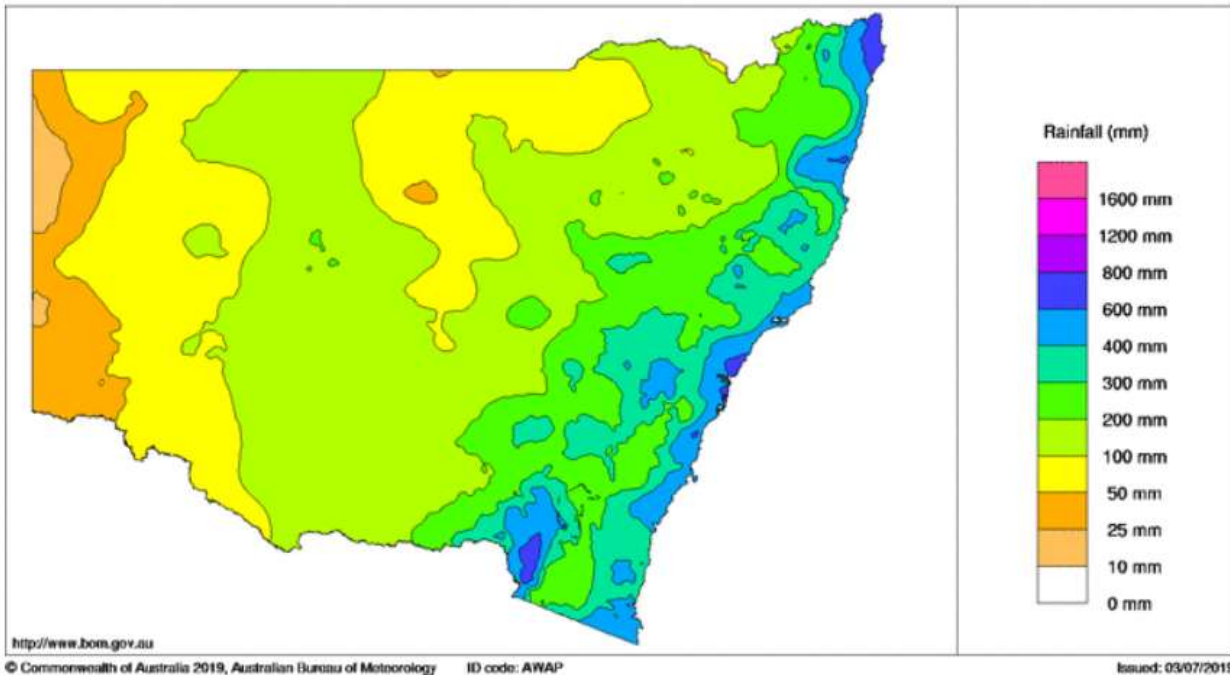 Rainfall (mm)
1600 mm
1200 mm
800 mm
600 mm
400 mm
300 mm
200 mm
100 mm
50 mm
25 mm
10 mm
0 mm
http://www.bom.gov.au
© Commonwealth of Australia 2019, Australian Bureau of Meteorology ID code: AWAP Issued: 03/07/2019